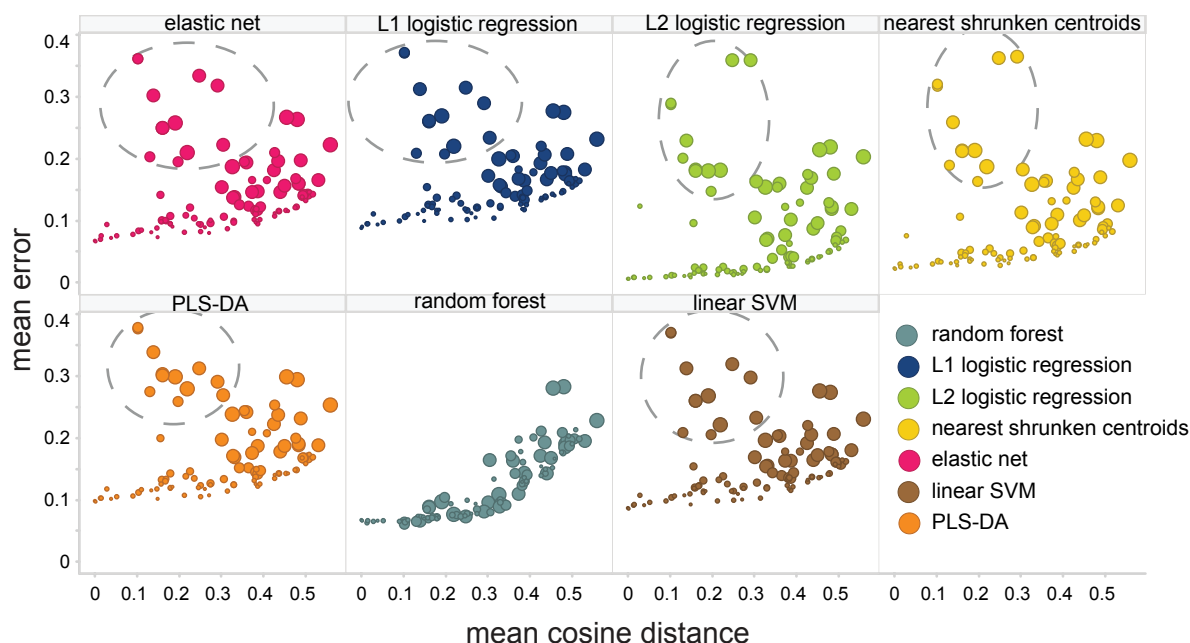 elastic net
L1 logistic regression
L2 logistic regression
nearest shrunken centroids
0.4
0.3
0.2
0.1
0
mean error
PLS-DA
random forest
linear SVM
0.4
0.3
0.2
0.1
0
random forest
L1 logistic regression
L2 logistic regression
nearest shrunken centroids
elastic net
linear SVM
PLS-DA
0 0.1 0.2 0.3 0.4 0.5 0 0.1 0.2 0.3 0.4 0.5 0 0.1 0.2 0.3 0.4 0.5 0 0.1 0.2 0.3 0.4 0.5
mean cosine distance